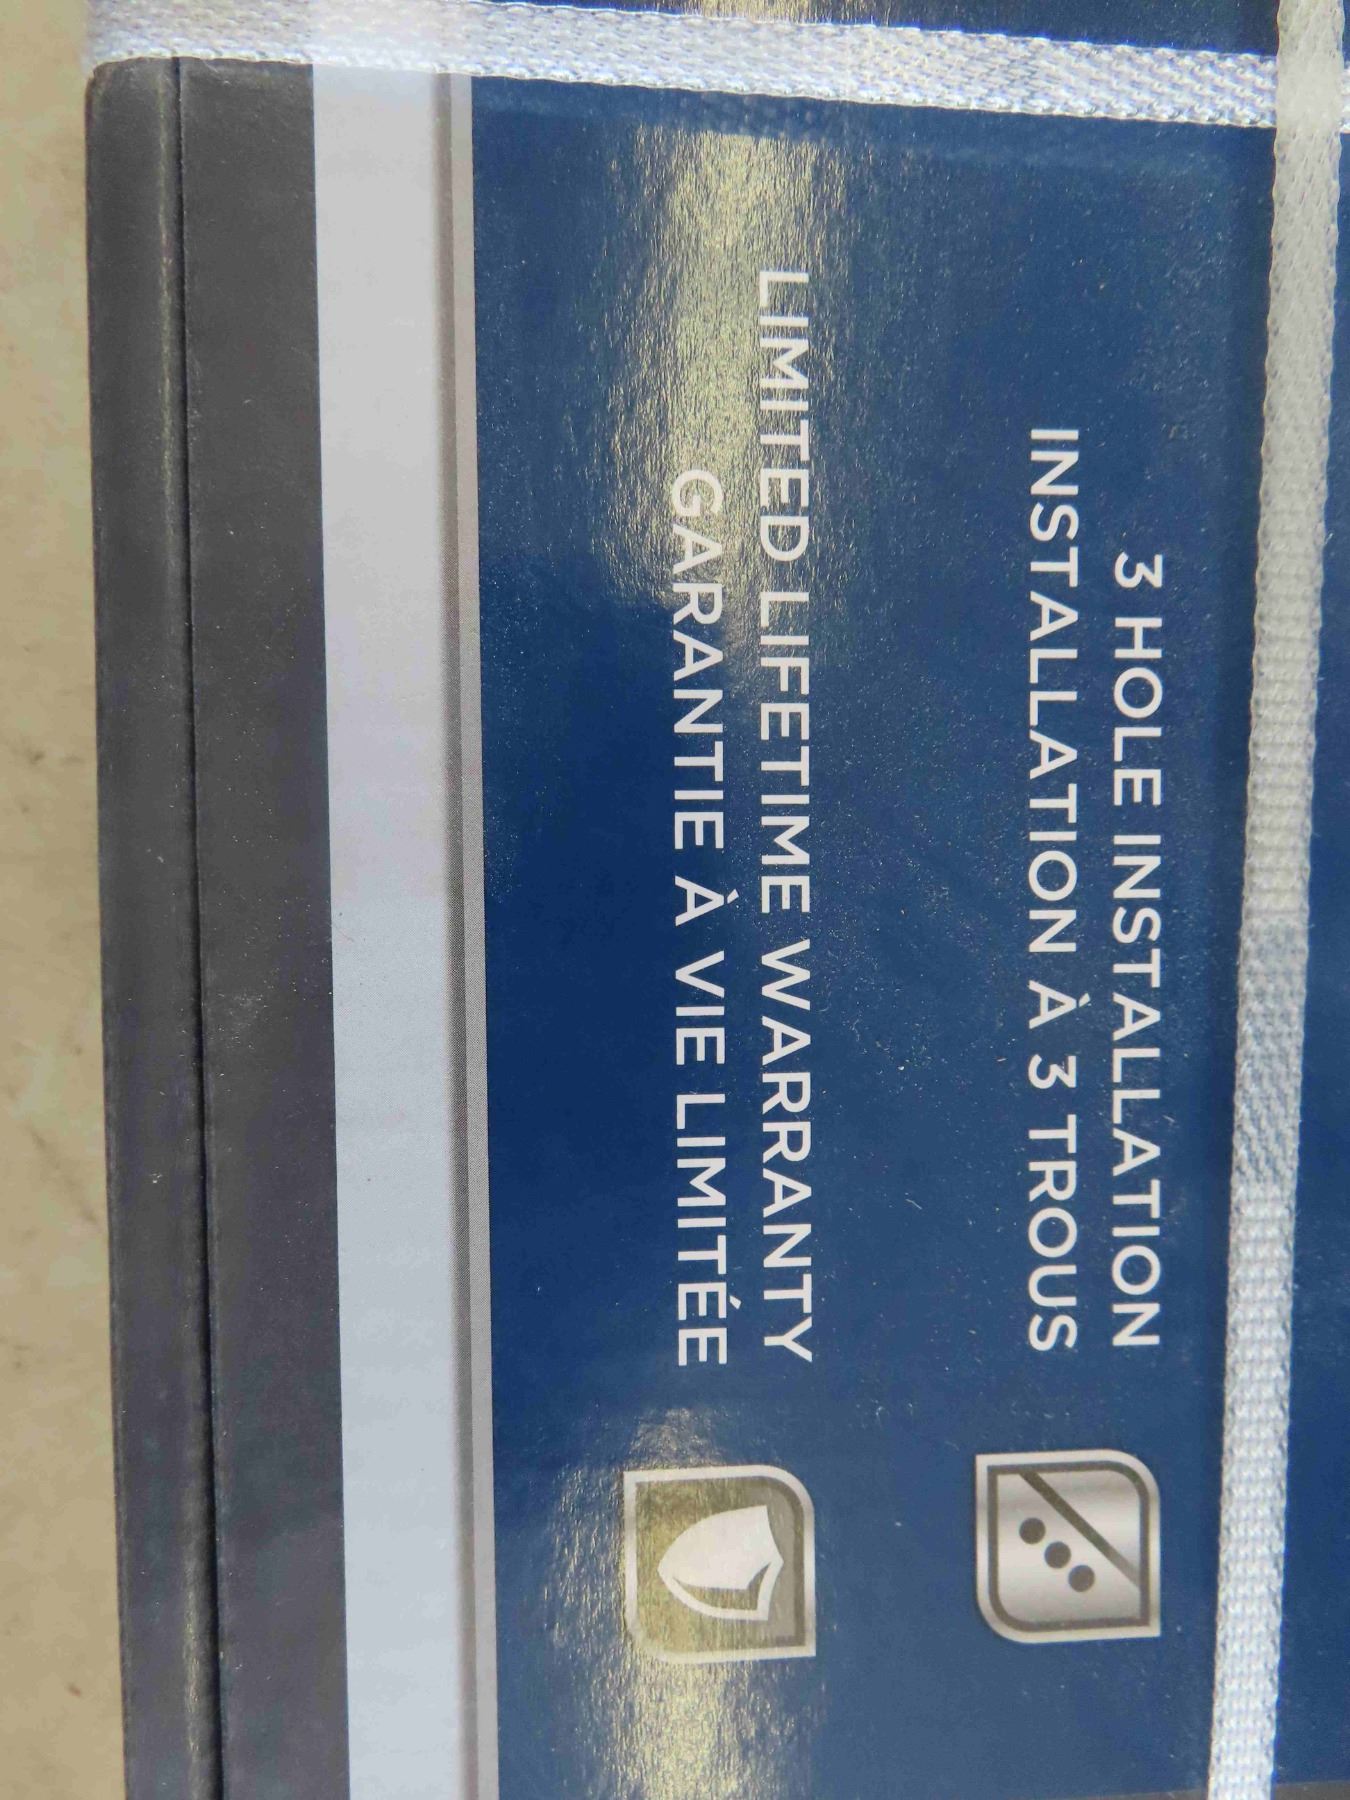 3 HOLE INSTALLATION
INSTALLATION À 3 TROUS
LIMITED LIFETIME WARRANTY
GARANTIE À VIE LIMITÉE